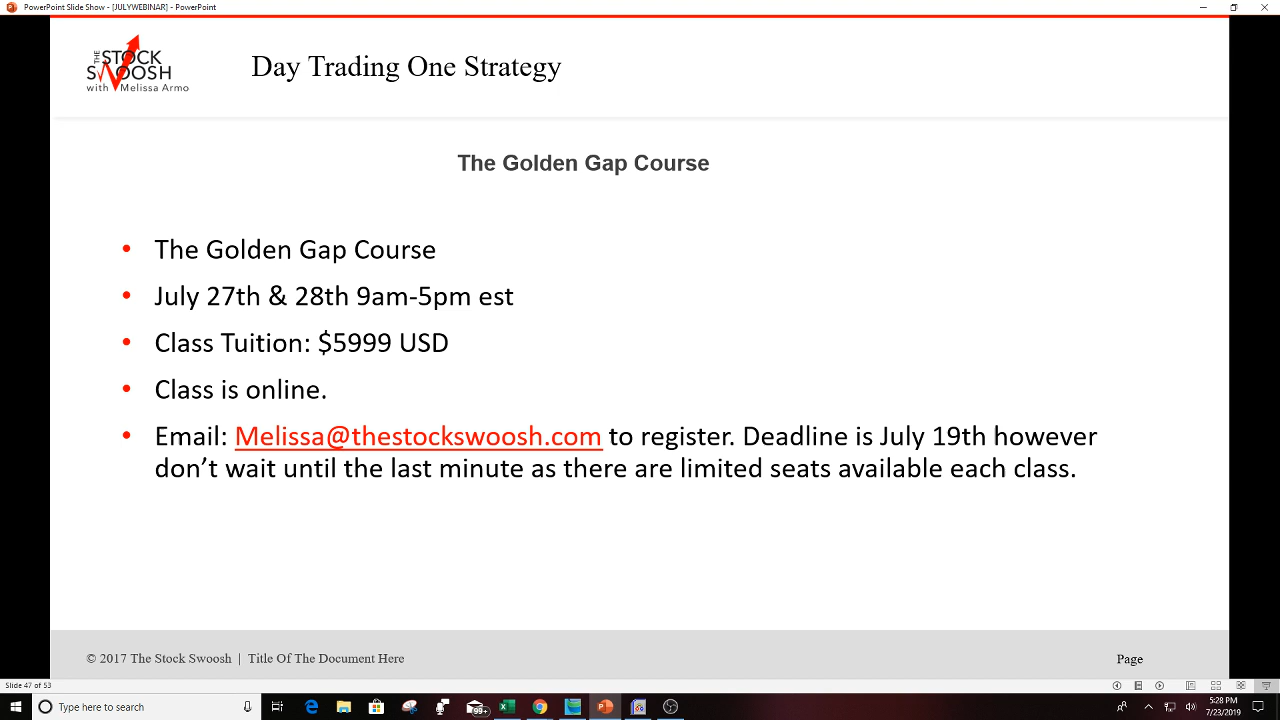 PowerPoint Slide Show - [JULYWEBINAR] - PowerPoint
THE STOCK
SWOOSH
with Melissa Armo
Day Trading One Strategy
The Golden Gap Course
• The Golden Gap Course
• July 27th & 28th 9am-5pm est
• Class Tuition: $5999 USD
• Class is online.
• Email: Melissa@thestockswoosh.com to register. Deadline is July 19th however
don’t wait until the last minute as there are limited seats available each class.
© 2017 The Stock Swoosh | Title Of The Document Here
Page
Slide 47 of 53
Type here to search
99+
5:28 PM
7/23/2019